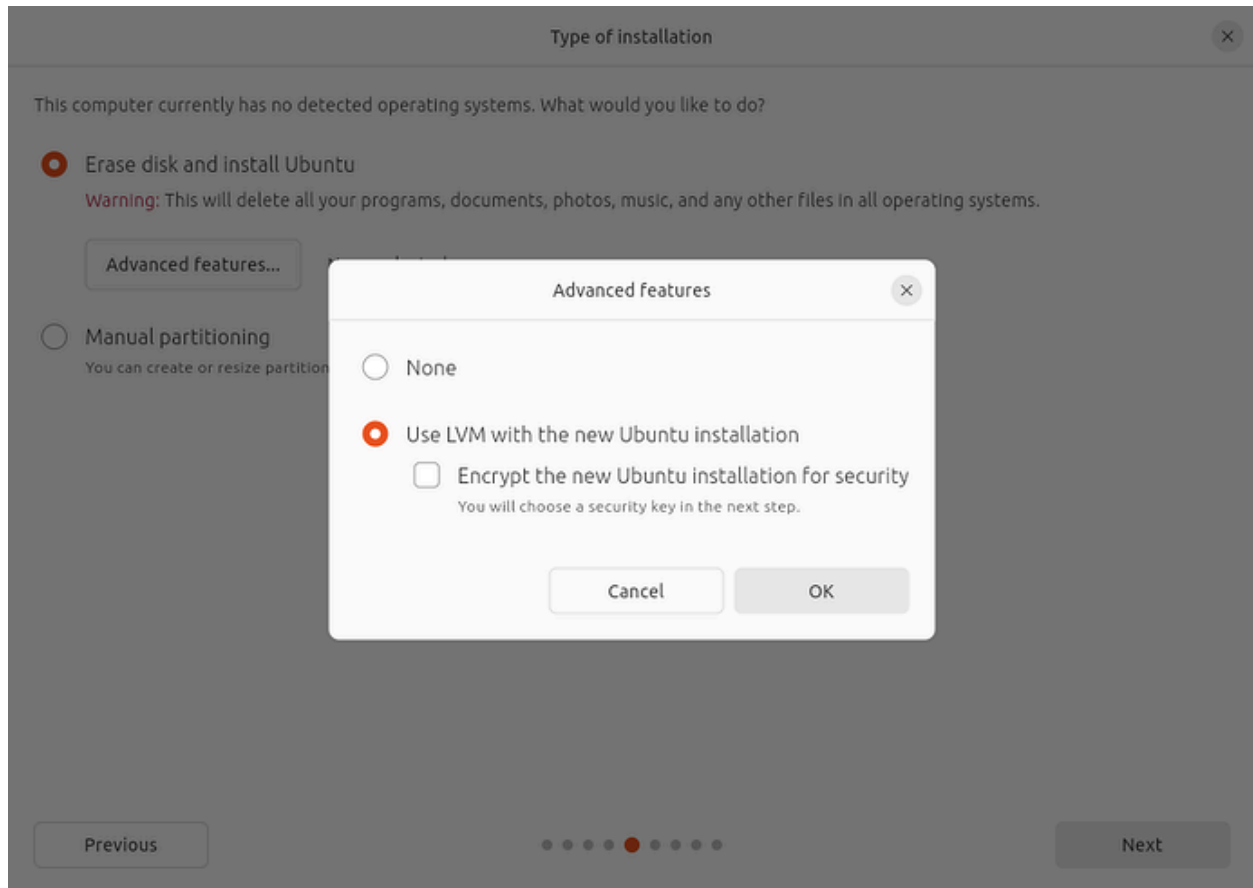 Type of installation
This computer currently has no detected operating systems. What would you like to do?
Erase disk and install Ubuntu
Warning: This will delete all your programs, documents, photos, music, and any other files in all operating systems.
Advanced features...
Manual partitioning
You can create or resize partition
Advanced features
None
Use LVM with the new Ubuntu installation
Encrypt the new Ubuntu installation for security
You will choose a security key in the next step.
Cancel
OK
Previous
Next